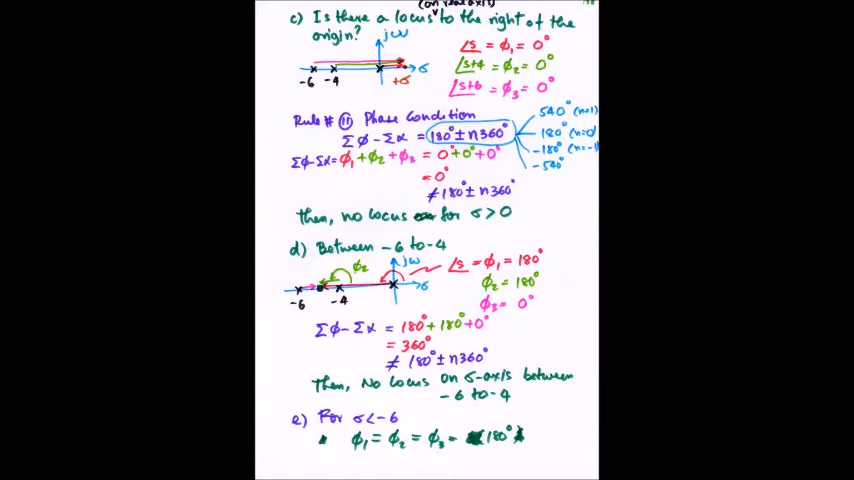 (on real axis)
c) Is there a locus to the right of the
origin?
jω
-6 -4 +σ σ
∠s = φ₁ = 0°
∠s+4 = φ₂ = 0°
∠s+6 = φ₃ = 0°
Rule # 11 Phase Condition
Σφ-Σα = 180° ± n360°
540° (n=1)
180° (n=0)
-180° (n=-1)
-540°
Σφ-Σα = φ₁ + φ₂ + φ₃ = 0°+0°+0°
= 0°
≠ 180° ± n360°
Then, no locus for σ > 0
d) Between -6 to -4
φ₂ jω
-6 -4 σ
∠s = φ₁ = 180°
φ₂ = 180°
φ₃ = 0°
Σφ-Σα = 180° + 180° + 0°
= 360°
≠ 180° ± n360°
Then, No locus on σ-axis between
-6 to -4
e) For σ < -6
φ₁ = φ₂ = φ₃ = 180°